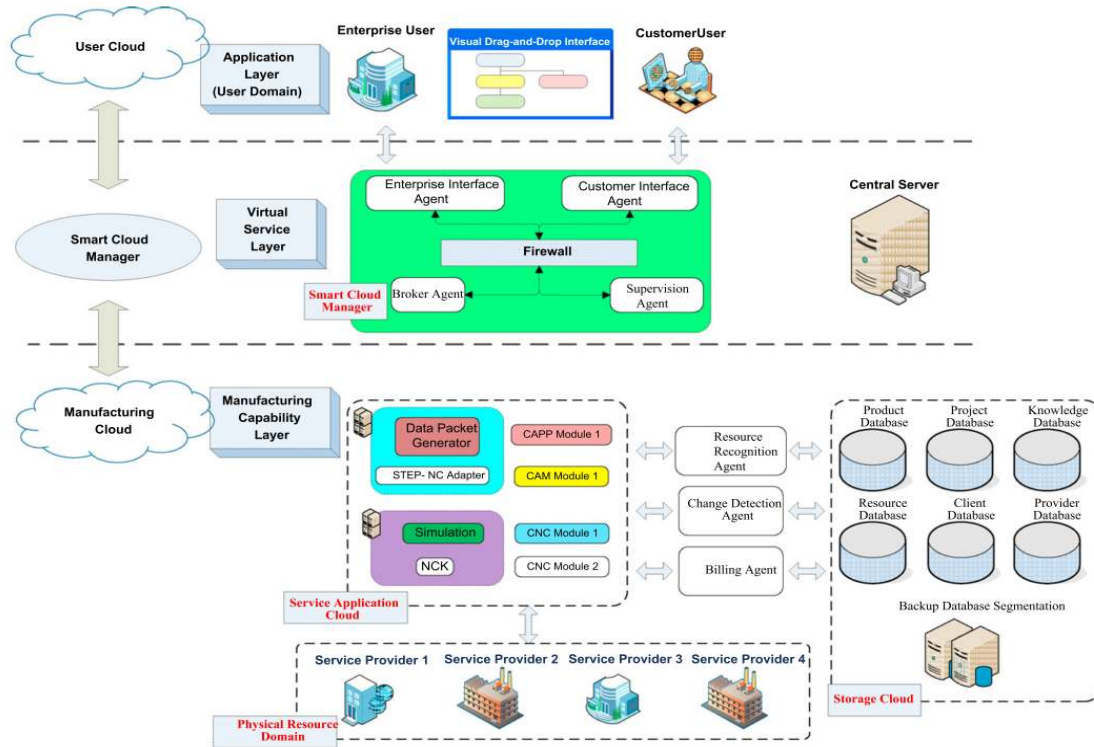 User Cloud
Application
Layer
(User Domain)
Enterprise User
Visual Drag-and-Drop Interface
CustomerUser
Smart Cloud
Manager
Virtual
Service
Layer
Enterprise Interface
Agent
Customer Interface
Agent
Firewall
Broker Agent
Supervision
Agent
Smart Cloud
Manager
Central Server
Manufacturing
Cloud
Manufacturing
Capability
Layer
Data Packet
Generator
STEP- NC Adapter
CAPP Module 1
CAM Module 1
Simulation
NCK
CNC Module 1
CNC Module 2
Service Application
Cloud
Resource
Recognition
Agent
Change Detection
Agent
Billing Agent
Product
Database
Project
Database
Knowledge
Database
Resource
Database
Client
Database
Provider
Database
Backup Database Segmentation
Storage Cloud
Service Provider 1
Service Provider 2
Service Provider 3
Service Provider 4
Physical Resource
Domain